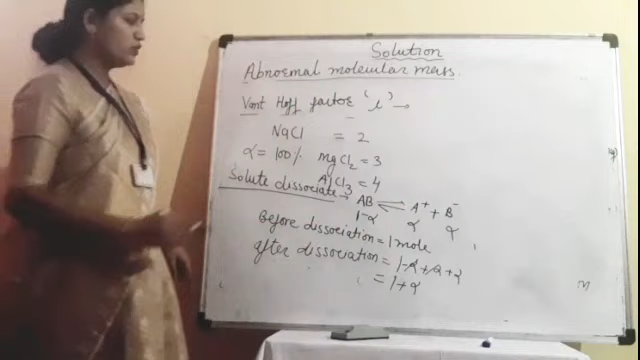 Solution
Abnormal molecular mass.
Vant Hoff factor 'i' →
NaCl = 2
α = 100% MgCl₂ = 3
AlCl₃ = 4
Solute dissociate → AB ⇌ A⁺ + B⁻
1-α α α
Before dissociation = 1 mole
after dissociation = 1-α+α+α
= 1+α